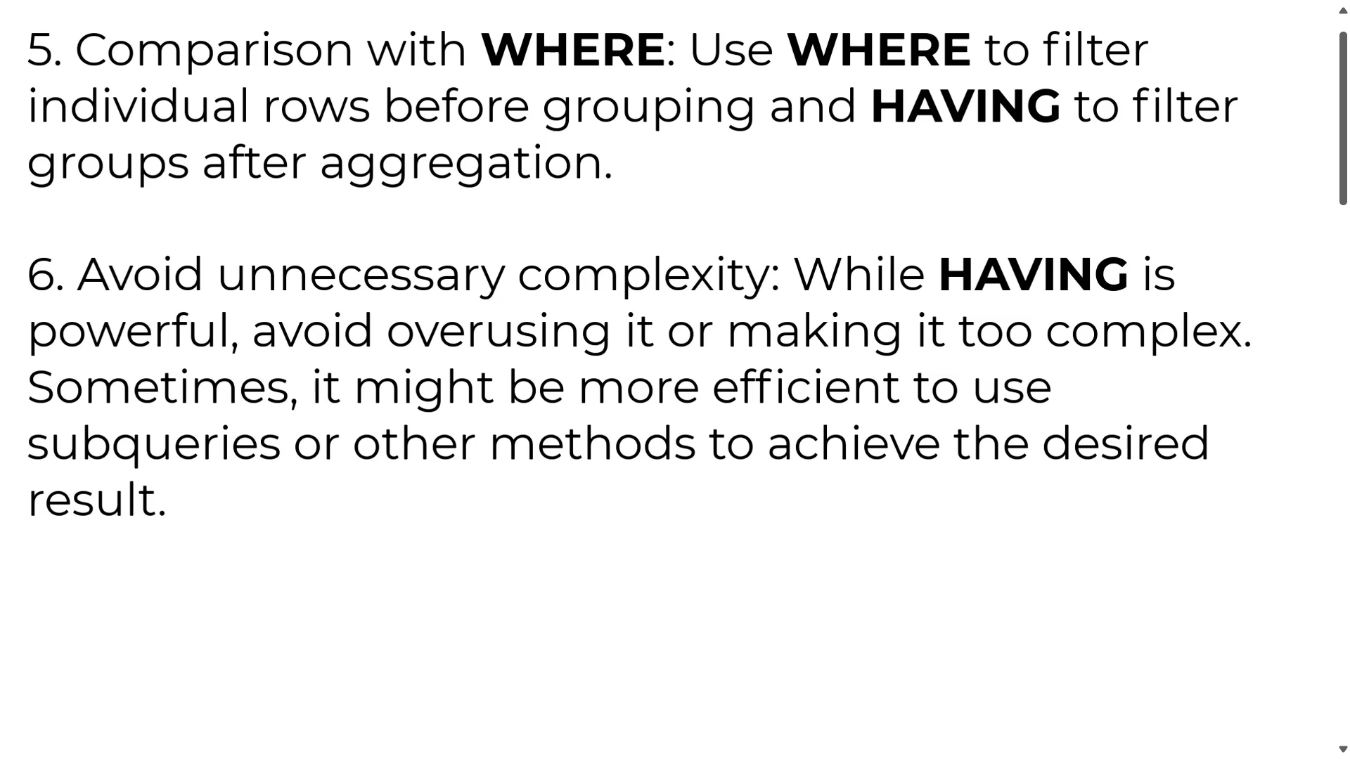 5. Comparison with WHERE: Use WHERE to filter
individual rows before grouping and HAVING to filter
groups after aggregation.
6. Avoid unnecessary complexity: While HAVING is
powerful, avoid overusing it or making it too complex.
Sometimes, it might be more efficient to use
subqueries or other methods to achieve the desired
result.